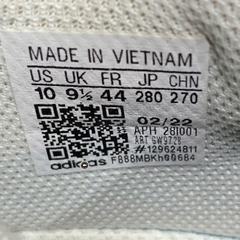 MADE IN VIETNAM
US UK FR JP CHN
10 9½ 44 280 270
02/22
APH 281001
ART GW9728
#129624811
adidas F888MBKh00684